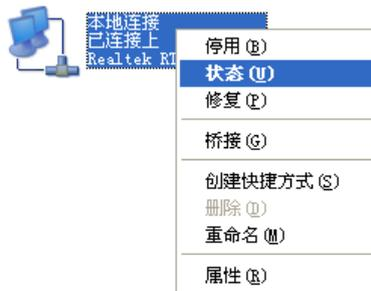 本地连接
已连接上
Realtek RT
停用(B)
状态(U)
修复(P)
桥接(G)
创建快捷方式(S)
删除(D)
重命名(M)
属性(R)